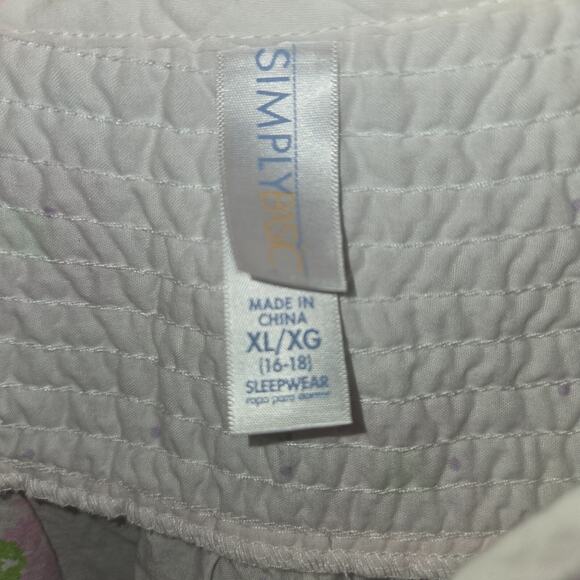 SIMPLY BASIC
MADE IN
CHINA
XL/XG
(16-18)
SLEEPWEAR
ropa para dormir